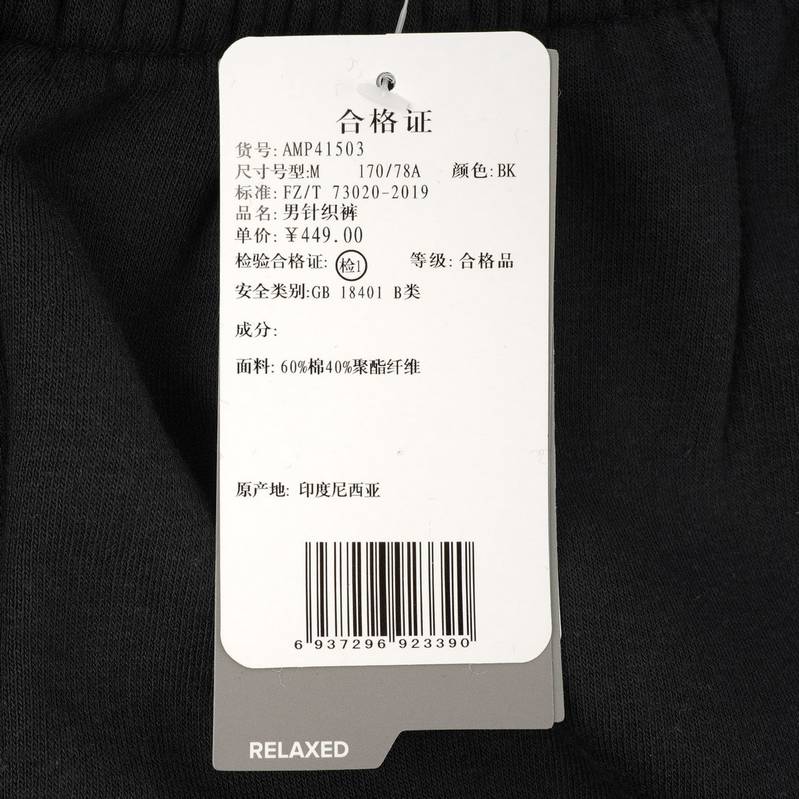 合格证
货号: AMP41503
尺寸号型:M 170/78A 颜色:BK
标准: FZ/T 73020-2019
品名: 男针织裤
单价: ￥449.00
检验合格证: 检1 等级: 合格品
安全类别:GB 18401 B类
成分:
面料: 60%棉40%聚酯纤维
原产地: 印度尼西亚
6 937296 923390
RELAXED